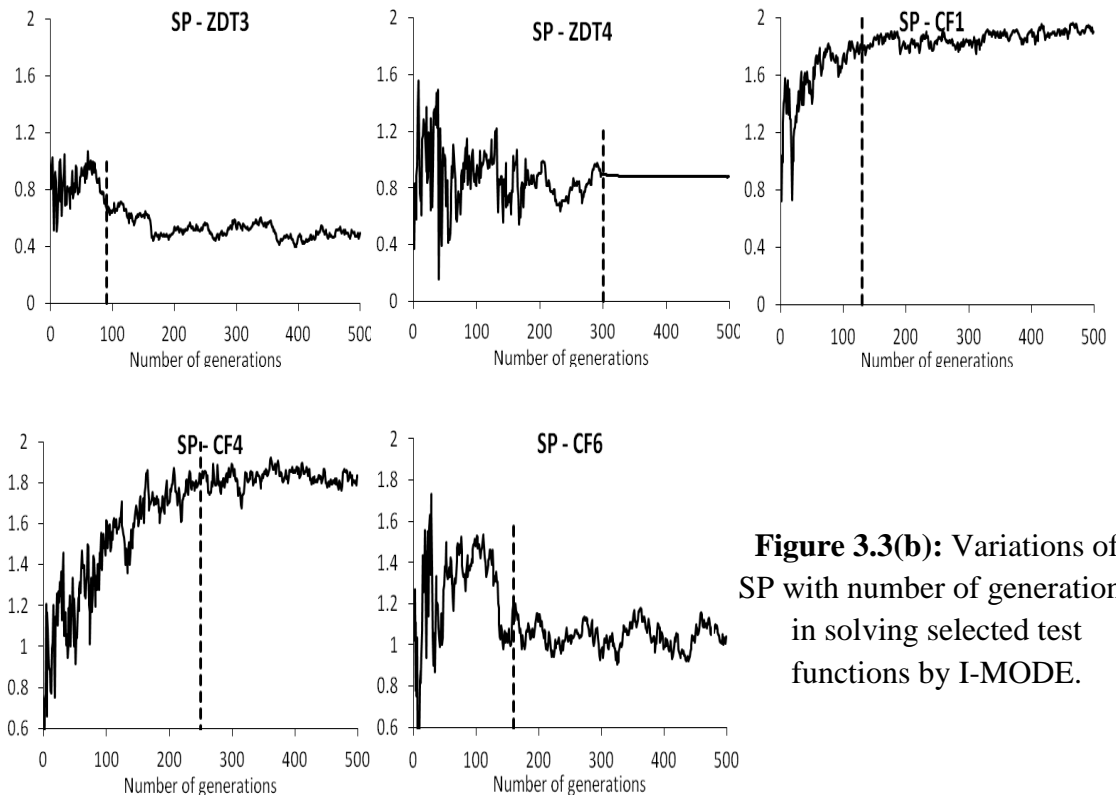 SP - ZDT3
2
1.6
1.2
0.8
0.4
0
0 100 200 300 400 500
Number of generations
SP - ZDT4
2
1.6
1.2
0.8
0.4
0
0 100 200 300 400 500
Number of generations
SP - CF1
2
1.6
1.2
0.8
0.4
0
0 100 200 300 400 500
Number of generations
SP - CF4
2
1.8
1.6
1.4
1.2
1
0.8
0.6
0 100 200 300 400 500
Number of generations
SP - CF6
2
1.8
1.6
1.4
1.2
1
0.8
0.6
0 100 200 300 400 500
Number of generations
Figure 3.3(b): Variations of
SP with number of generation
in solving selected test
functions by I-MODE.